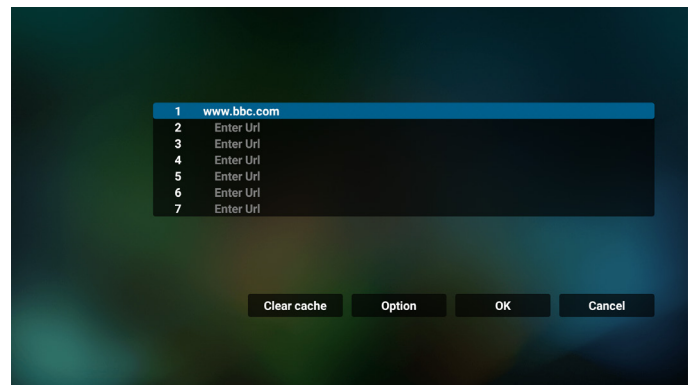 1 www.bbc.com
2 Enter Url
3 Enter Url
4 Enter Url
5 Enter Url
6 Enter Url
7 Enter Url
Clear cache Option OK Cancel